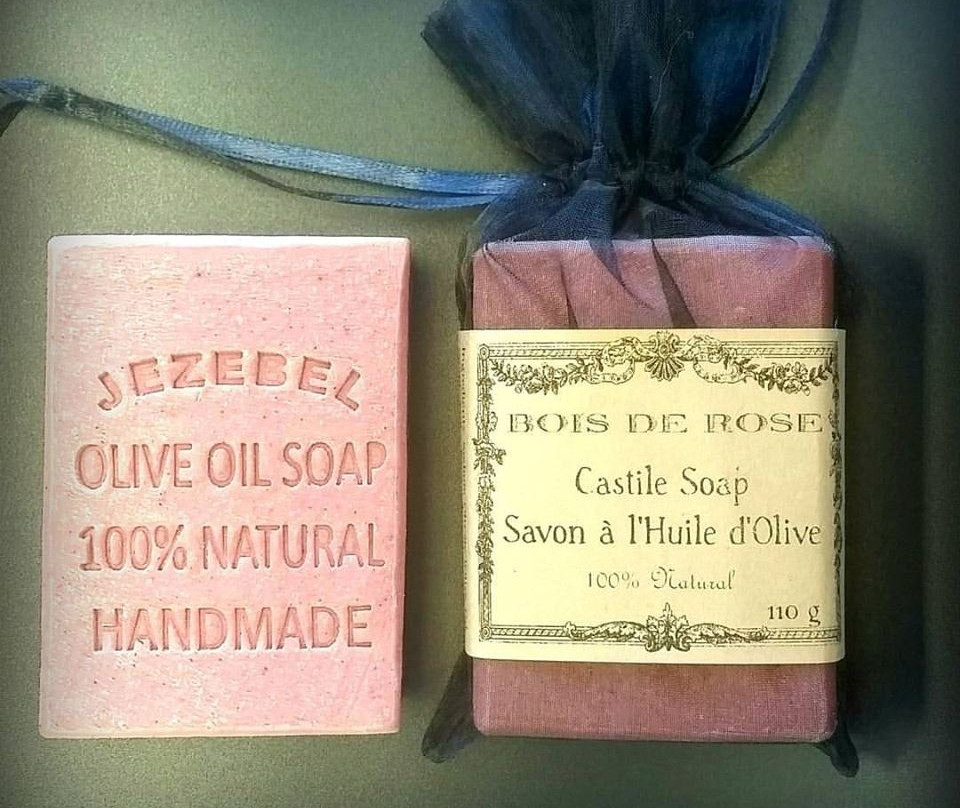 JEZEBEL
OLIVE OIL SOAP
100% NATURAL
HANDMADE
BOIS DE ROSE
Castile Soap
Savon à l'Huile d'Olive
100% Natural
110 g